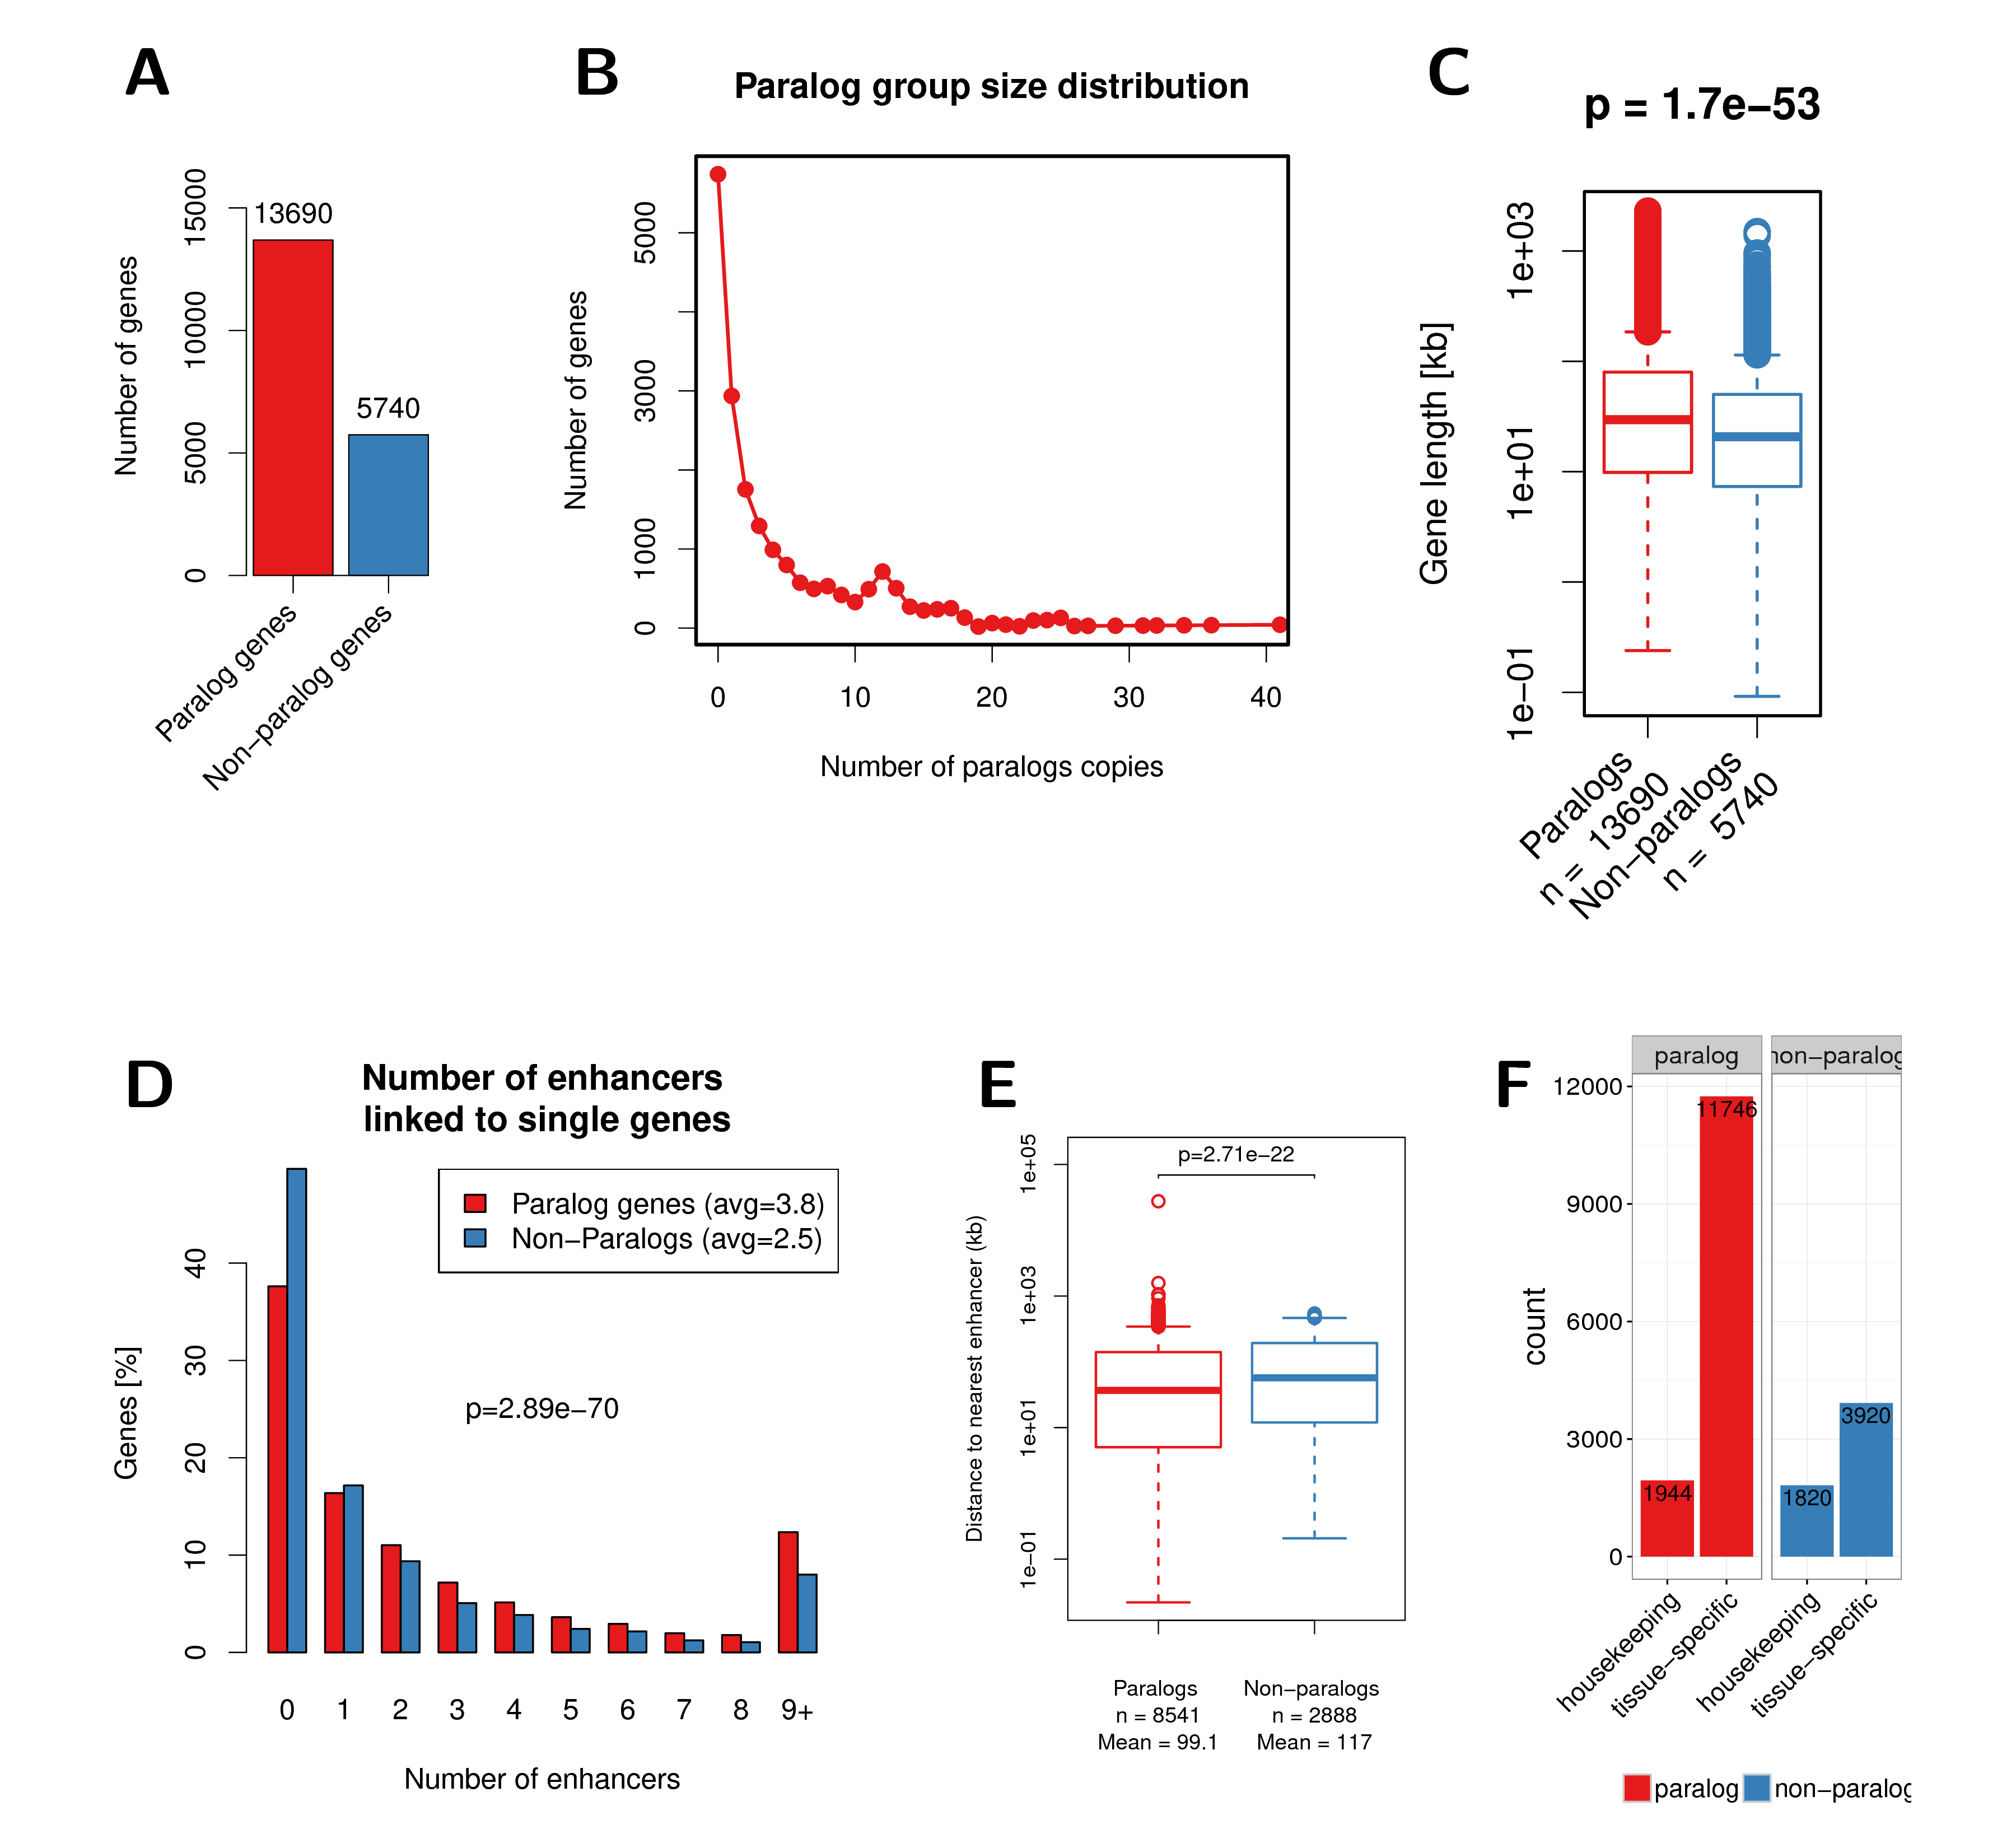 A
Number of genes
15000
10000
5000
0
13690
5740
Paralog genes
Non−paralog genes
B
Paralog group size distribution
Number of genes
5000
3000
1000
0
0 10 20 30 40
Number of paralogs copies
C
p = 1.7e−53
Gene length [kb]
1e+03
1e+01
1e−01
Paralogs
n = 13690
Non−paralogs
n = 5740
D
Number of enhancers
linked to single genes
Paralog genes (avg=3.8)
Non−Paralogs (avg=2.5)
p=2.89e−70
Genes [%]
40
30
20
10
0
0 1 2 3 4 5 6 7 8 9+
Number of enhancers
E
p=2.71e−22
Distance to nearest enhancer (kb)
1e+05
1e+03
1e+01
1e−01
Paralogs
n = 8541
Mean = 99.1
Non−paralogs
n = 2888
Mean = 117
F
paralog non−paralog
count
12000
9000
6000
3000
0
1944
11746
1820
3920
housekeeping
tissue−specific
housekeeping
tissue−specific
paralog non−paralog